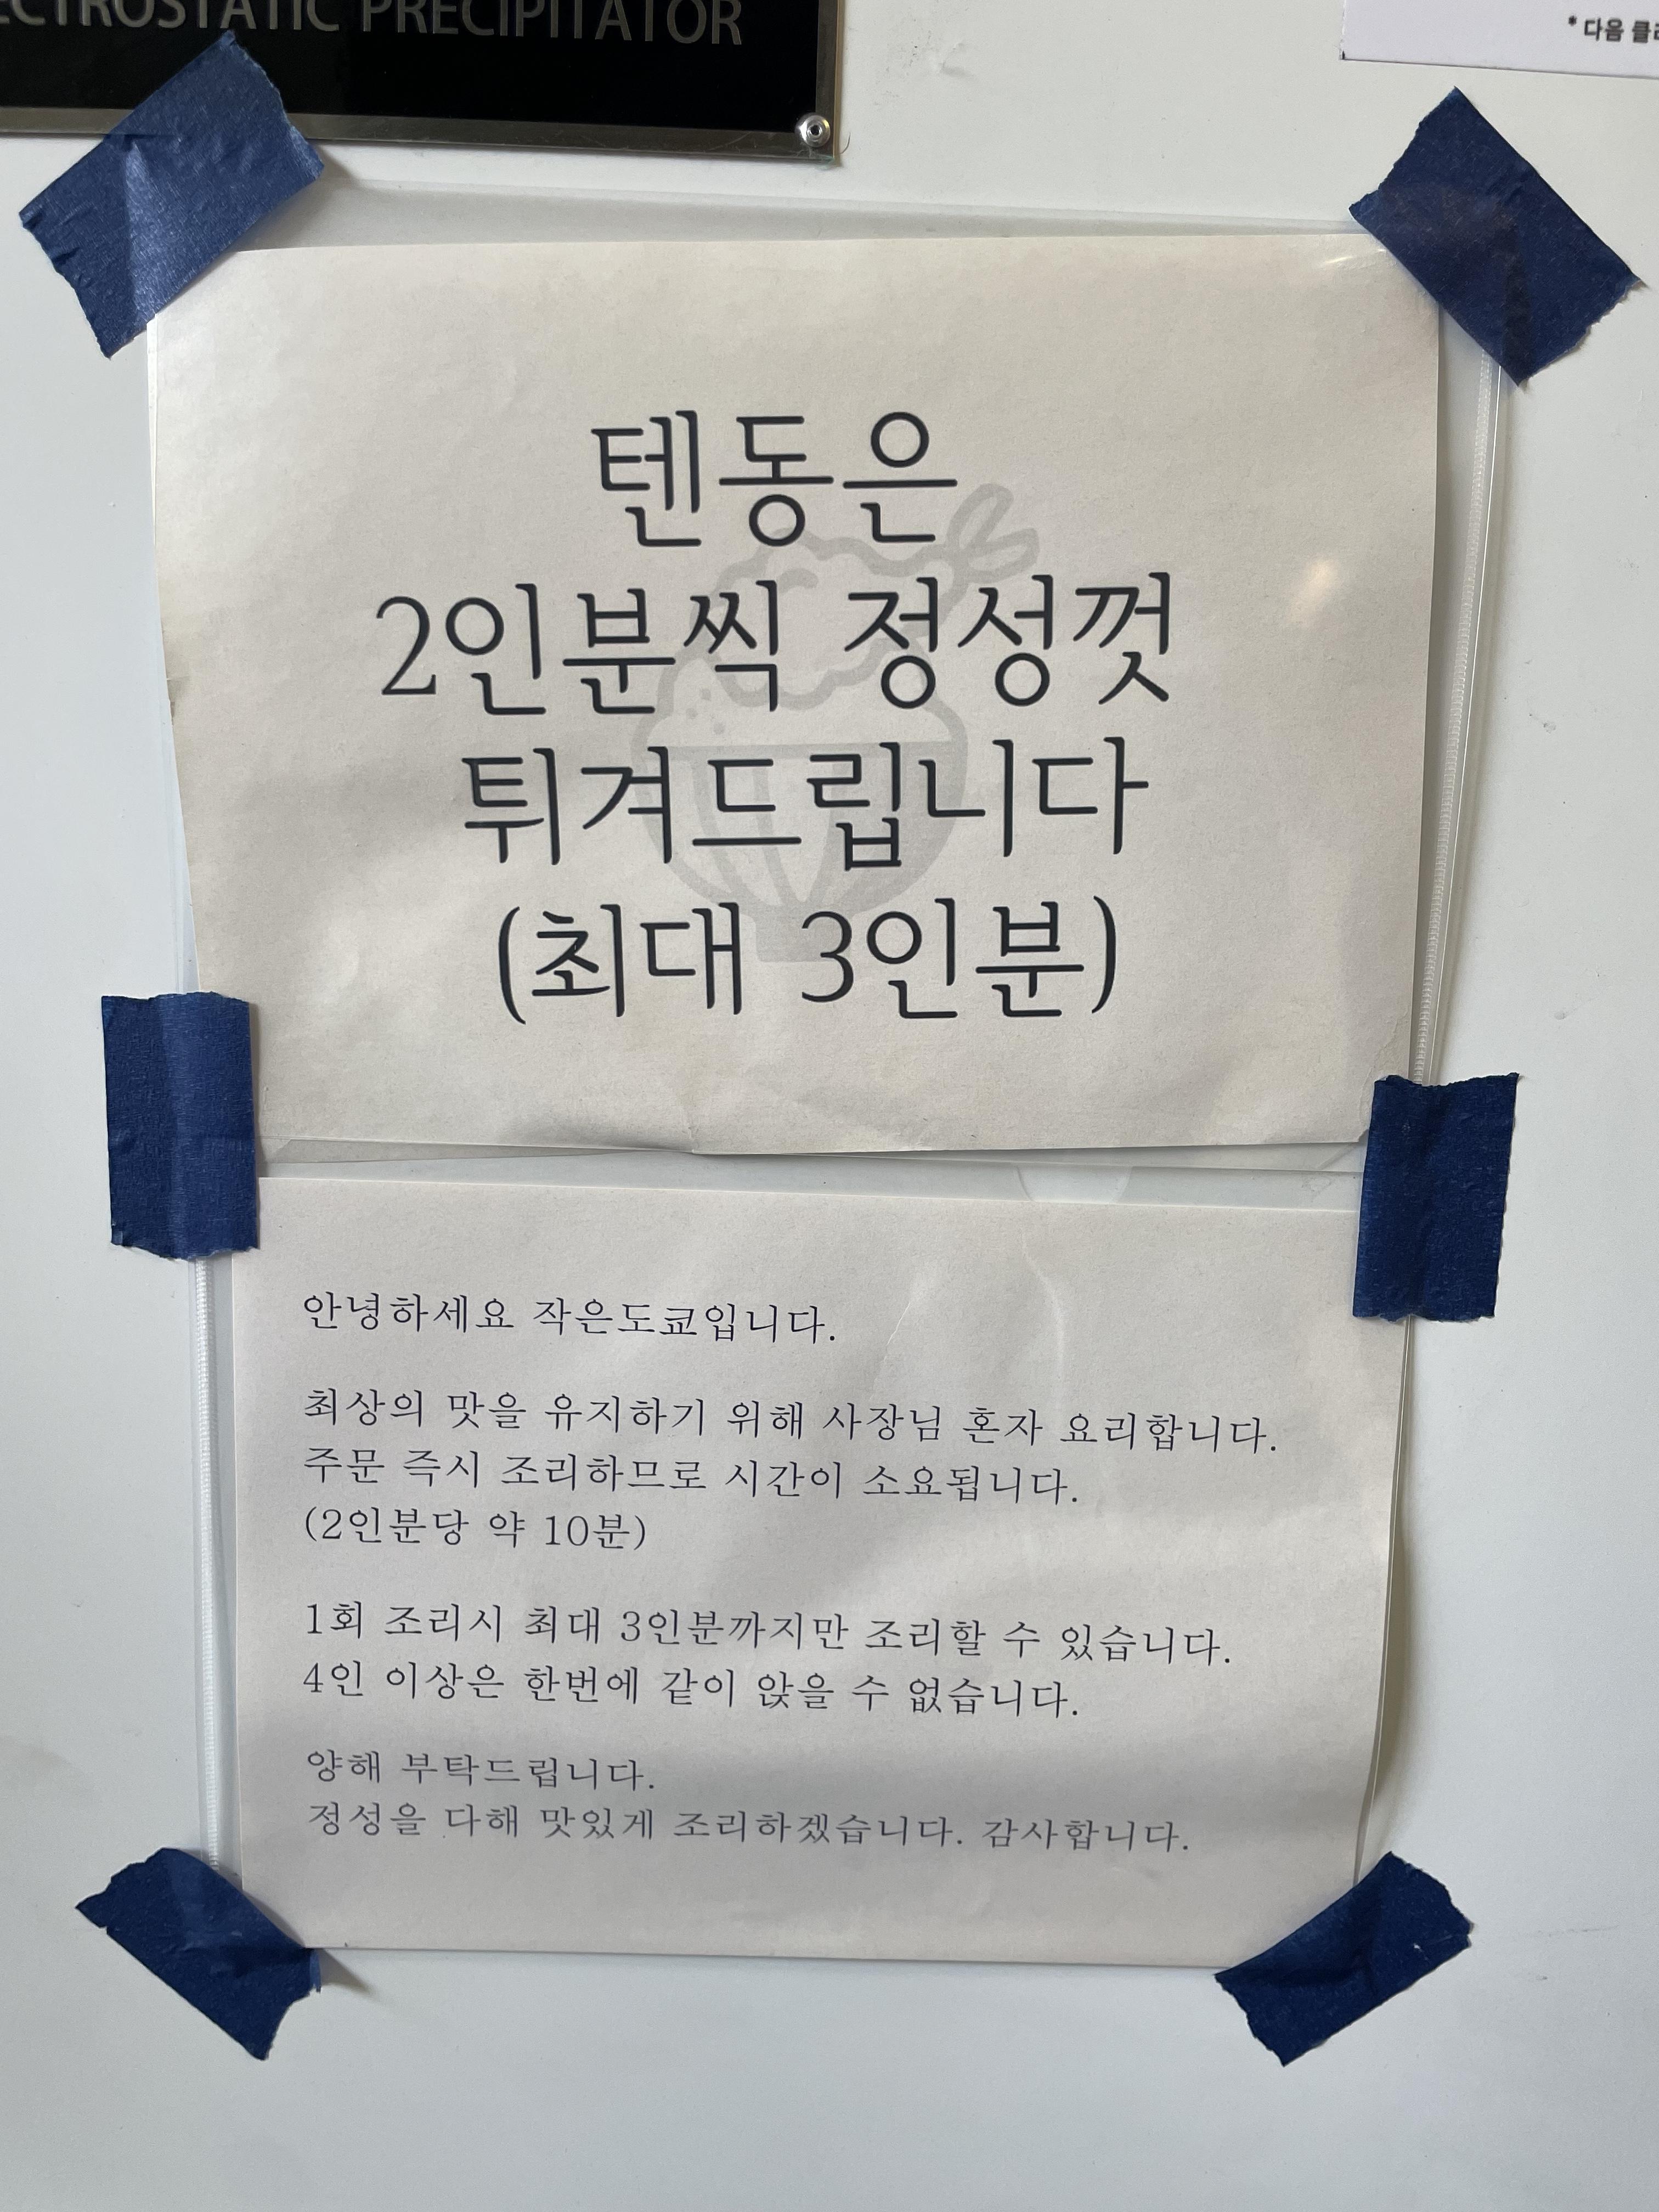 PRECIPITATOR
* 다음
텐동은
2인분씩 정성껏
튀겨드립니다
(최대 3인분)
안녕하세요 작은도쿄입니다.
최상의 맛을 유지하기 위해 사장님 혼자 요리합니다.
주문 즉시 조리하므로 시간이 소요됩니다.
(2인분당 약 10분)
1회 조리시 최대 3인분까지만 조리할 수 있습니다.
4인 이상은 한번에 같이 앉을 수 없습니다.
양해 부탁드립니다.
정성을 다해 맛있게 조리하겠습니다. 감사합니다.